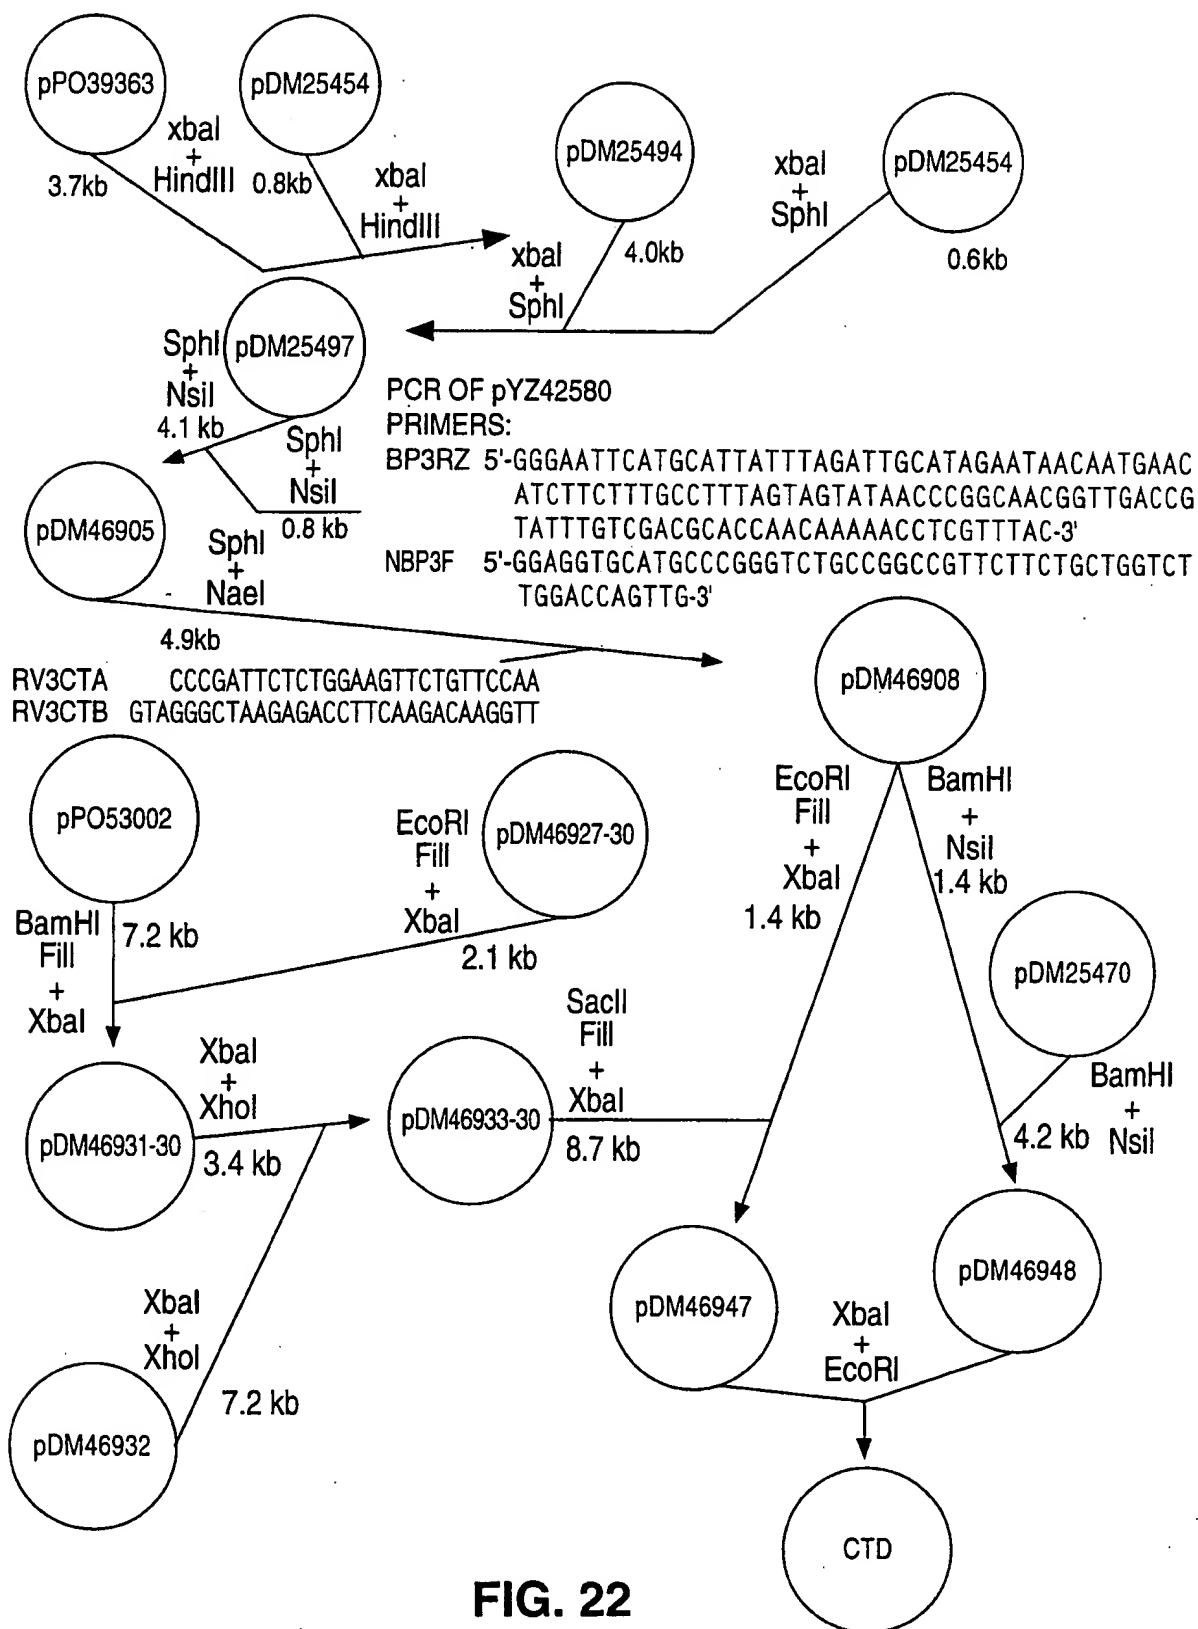 pPO39363
pDM25454
xbaI
+
HindIII
3.7kb
0.8kb
xbaI
+
HindIII
pDM25494
xbaI
+
SphI
pDM25454
xbaI
+
SphI
4.0kb
0.6kb
SphI
+
NsiI
pDM25497
4.1 kb
SphI
+
NsiI
0.8 kb
PCR OF pYZ42580
PRIMERS:
BP3RZ 5'-GGGAATTCATGCATTATTTAGATTGCATAGAATAACAATGAAC
ATCTTCTTTGCCTTTAGTAGTATAACCCGGCAACGGTTGACCG
TATTTGTCGACGCACCAACAAAAACCTCGTTTAC-3'
NBP3F 5'-GGAGGTGCATGCCCGGGTCTGCCGGCCGTTCTTCTGCTGGTCT
TGGACCAGTTG-3'
pDM46905
SphI
+
NaeI
4.9kb
RV3CTA CCCGATTCTCTGGAAGTTCTGTTCCAA
RV3CTB GTAGGGCTAAGAGACCTTCAAGACAAGGTT
pDM46908
pPO53002
EcoRI
Fill
+
XbaI
pDM46927-30
EcoRI
Fill
+
XbaI
1.4 kb
BamHI
+
NsiI
1.4 kb
BamHI
Fill
+
XbaI
7.2 kb
2.1 kb
pDM25470
SacII
Fill
+
XbaI
XbaI
+
XhoI
BamHI
+
NsiI
pDM46931-30
3.4 kb
pDM46933-30
8.7 kb
4.2 kb
pDM46947
pDM46948
XbaI
+
XhoI
7.2 kb
XbaI
+
EcoRI
pDM46932
CTD
FIG. 22